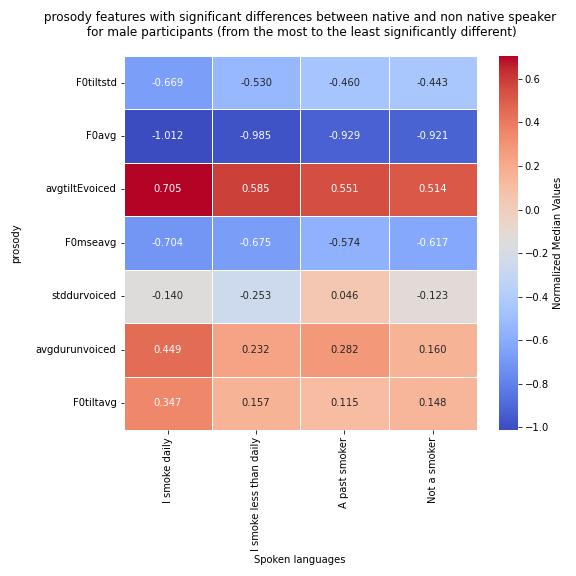 prosody features with significant differences between native and non native speaker
for male participants (from the most to the least significantly different)
prosody
F0tiltstd -0.669 -0.530 -0.460 -0.443
F0avg -1.012 -0.985 -0.929 -0.921
avgtiltEvoiced 0.705 0.585 0.551 0.514
F0mseavg -0.704 -0.675 -0.574 -0.617
stddurvoiced -0.140 -0.253 0.046 -0.123
avgdurunvoiced 0.449 0.232 0.282 0.160
F0tiltavg 0.347 0.157 0.115 0.148
I smoke daily
I smoke less than daily
A past smoker
Not a smoker
Spoken languages
0.6
0.4
0.2
0.0
−0.2
−0.4
−0.6
−0.8
−1.0
Normalized Median Values